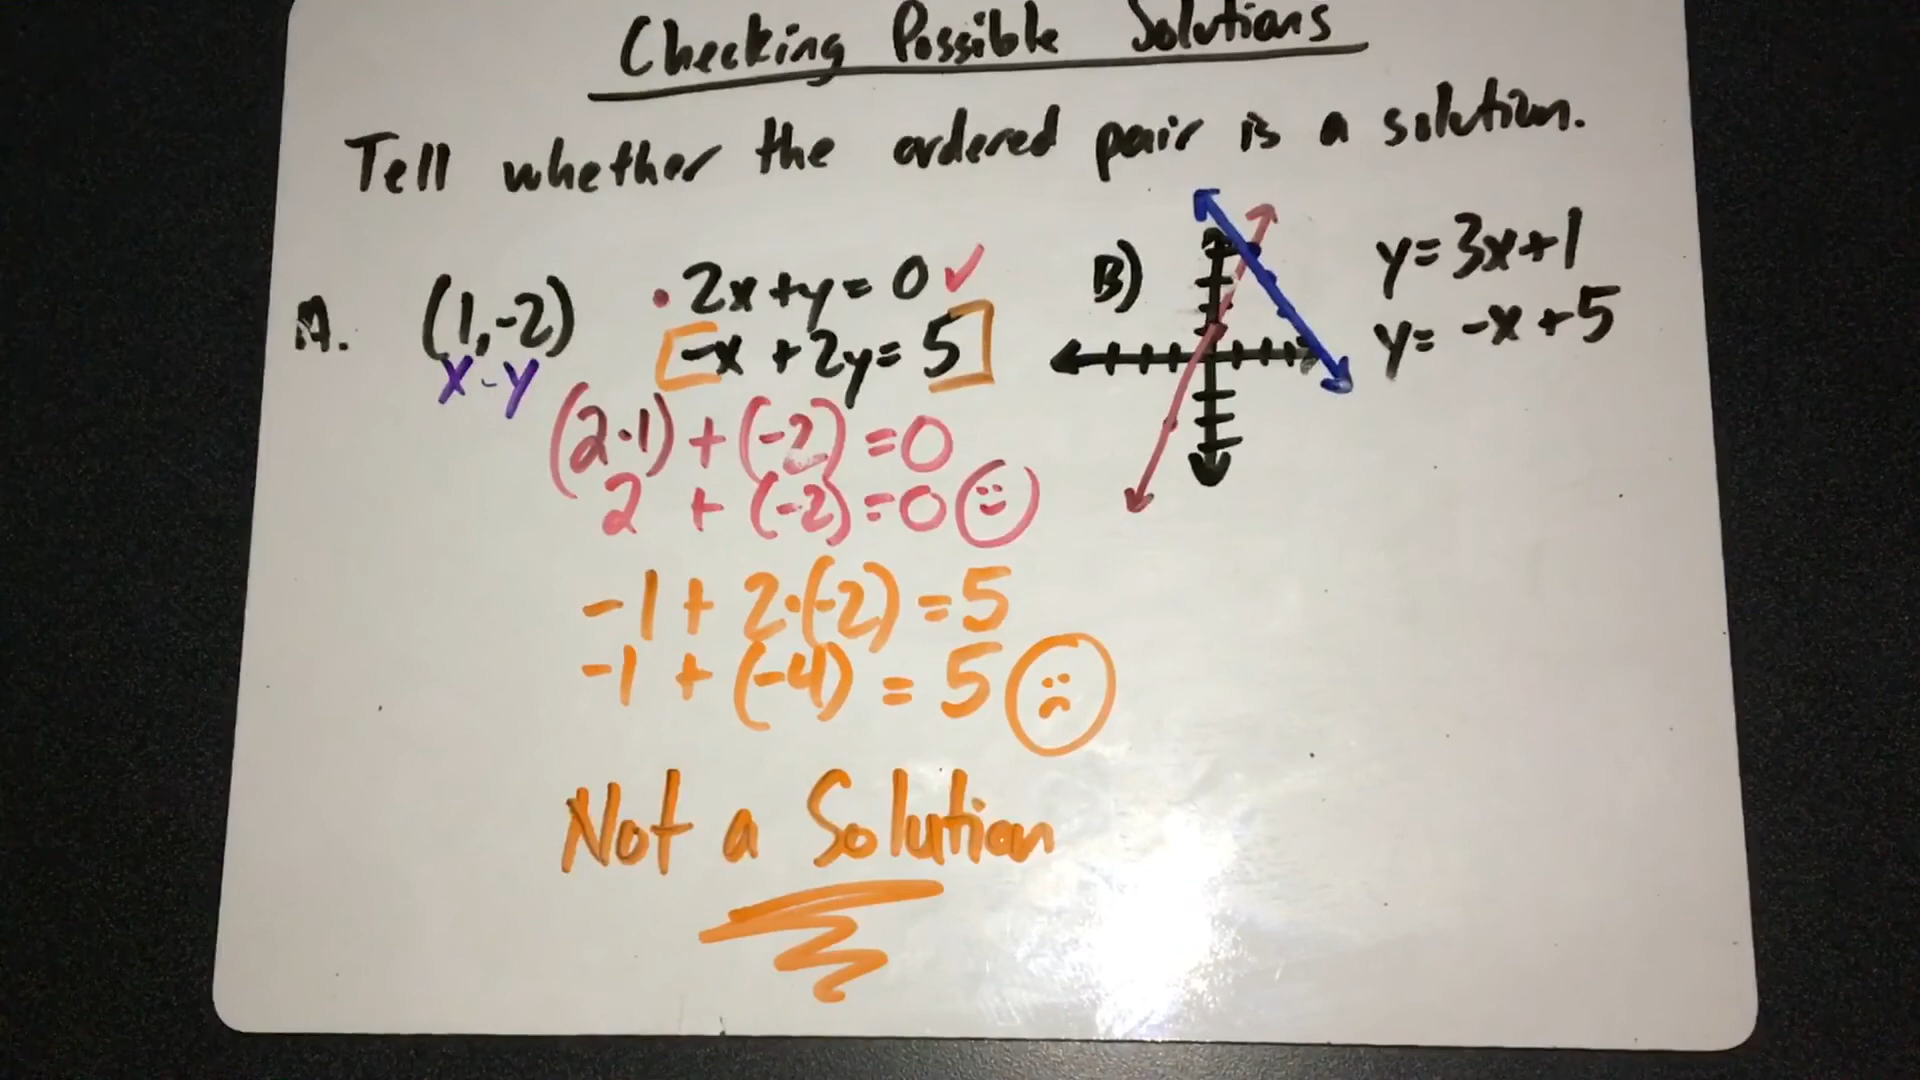 Checking Possible Solutions
Tell whether the ordered pair is a solution.
A. (1,-2) 2x+y=0 ✓
x-y -x+2y=5
(2·1)+(-2)=0
2+(-2)=0
-1+2·(-2)=5
-1+(-4)=5
Not a Solution
B) y=3x+1
y=-x+5